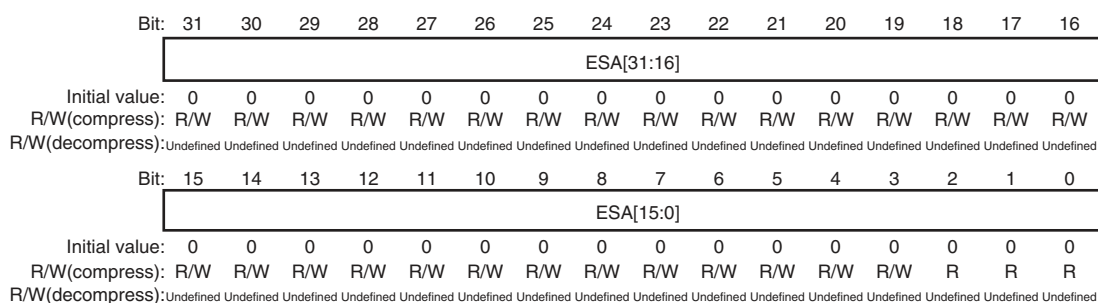 Bit: 31 30 29 28 27 26 25 24 23 22 21 20 19 18 17 16
ESA[31:16]
Initial value: 0 0 0 0 0 0 0 0 0 0 0 0 0 0 0 0
R/W(compress): R/W R/W R/W R/W R/W R/W R/W R/W R/W R/W R/W R/W R/W R/W R/W R/W
R/W(decompress): Undefined Undefined Undefined Undefined Undefined Undefined Undefined Undefined Undefined Undefined Undefined Undefined Undefined Undefined Undefined Undefined
Bit: 15 14 13 12 11 10 9 8 7 6 5 4 3 2 1 0
ESA[15:0]
Initial value: 0 0 0 0 0 0 0 0 0 0 0 0 0 0 0 0
R/W(compress): R/W R/W R/W R/W R/W R/W R/W R/W R/W R/W R/W R/W R/W R R R
R/W(decompress): Undefined Undefined Undefined Undefined Undefined Undefined Undefined Undefined Undefined Undefined Undefined Undefined Undefined Undefined Undefined Undefined